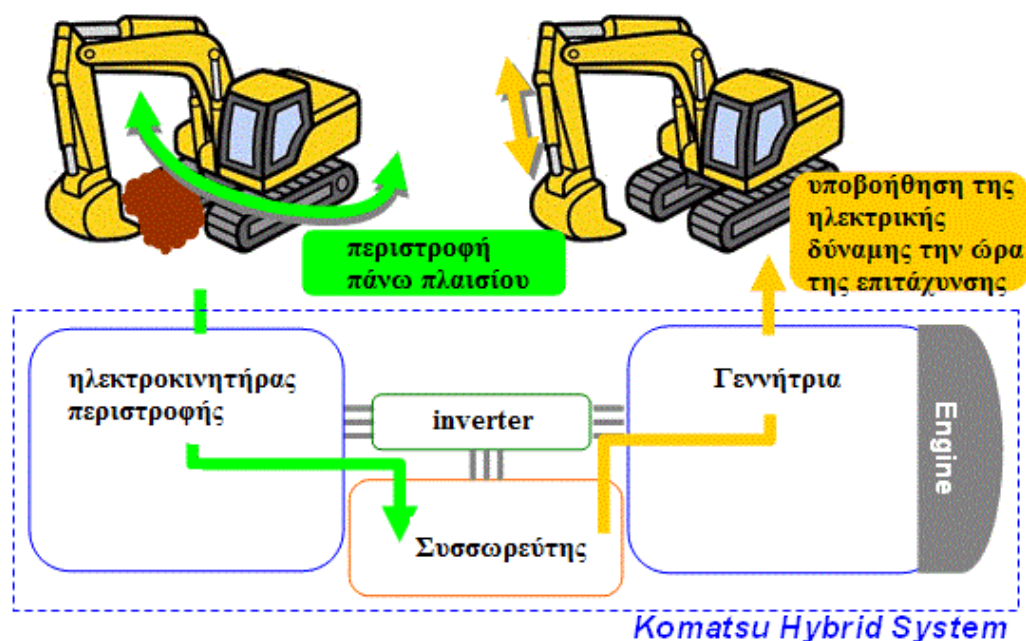 περιστροφή
πάνω πλαισίου
υποβοήθηση της
ηλεκτρικής
δύναμης την ώρα
της επιτάχυνσης
ηλεκτροκινητήρας
περιστροφής
inverter
Γεννήτρια
Engine
Συσσωρεύτης
Komatsu Hybrid System